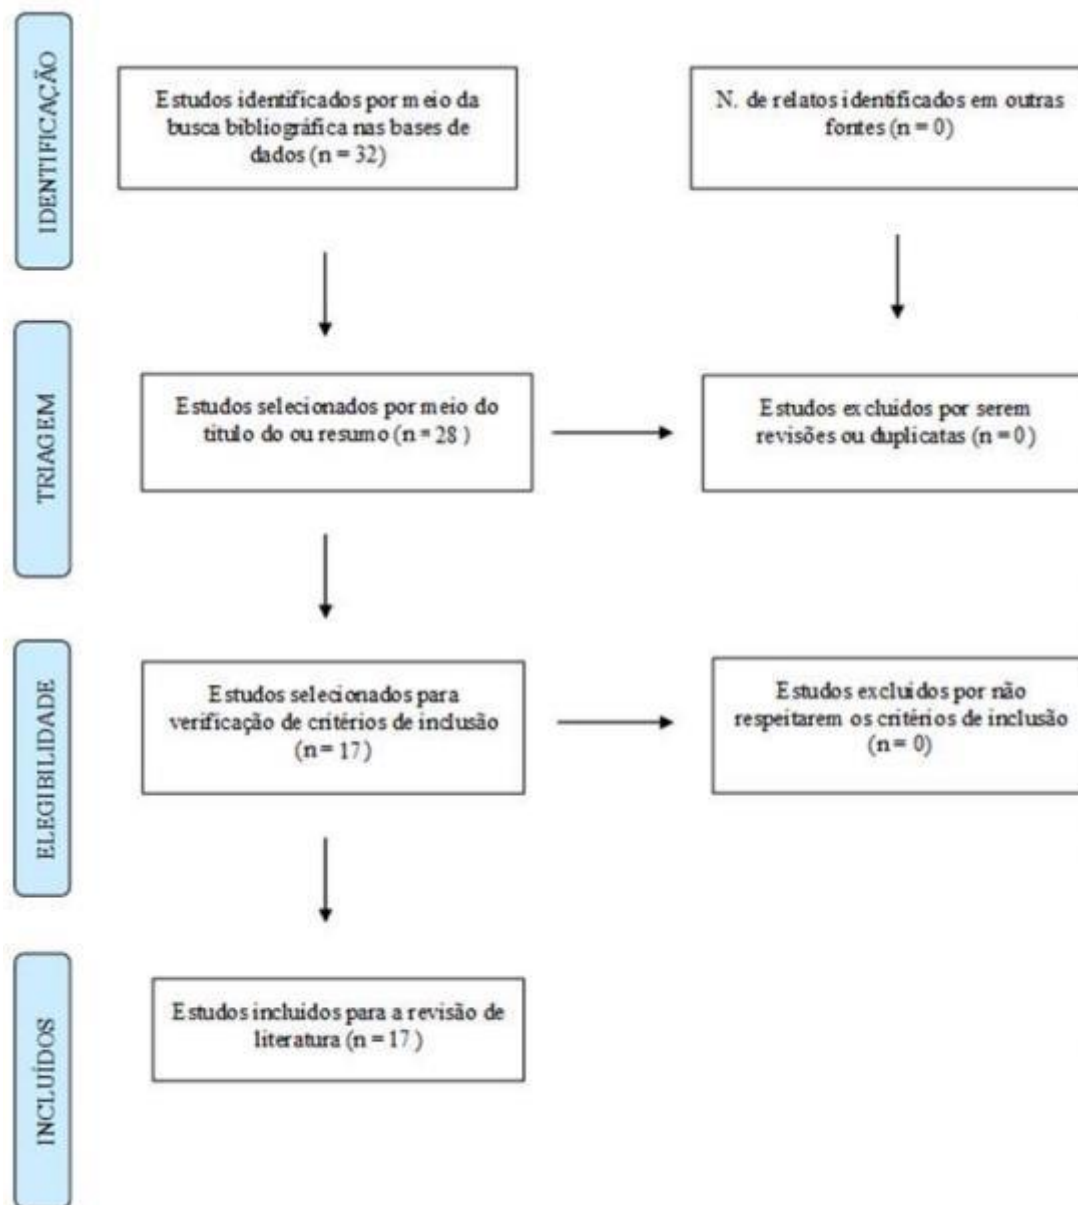 IDENTIFICAÇÃO
Estudos identificados por meio da
busca bibliográfica nas bases de
dados (n = 32)
N. de relatos identificados em outras
fontes (n = 0)
TRIAGEM
Estudos selecionados por meio do
titulo do ou resumo (n = 28 )
Estudos excluidos por serem
revisões ou duplicatas (n = 0)
ELEGIBILIDADE
Estudos selecionados para
verificação de critérios de inclusão
(n = 17)
Estudos excluidos por não
respeitarem os critérios de inclusão
(n = 0)
INCLUÍDOS
Estudos incluidos para a revisão de
literatura (n = 17 )